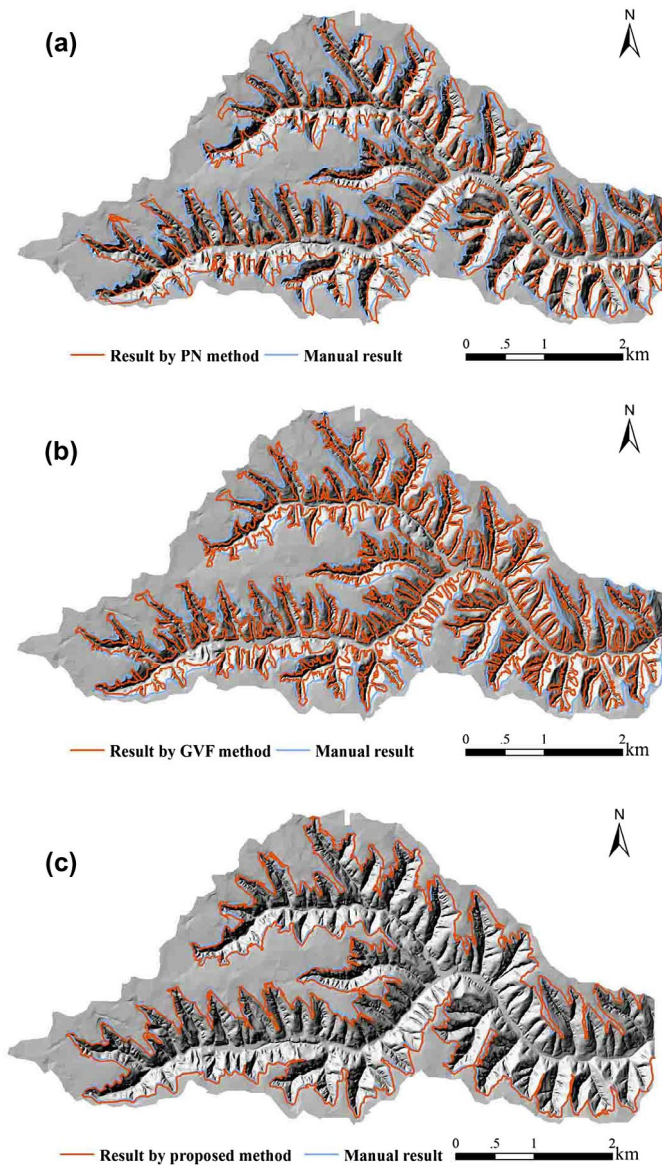 (a)
N
Result by PN method Manual result
0 .5 1 2
km
(b)
N
Result by GVF method Manual result
0 .5 1 2
km
(c)
N
Result by proposed method Manual result
0 .5 1 2
km